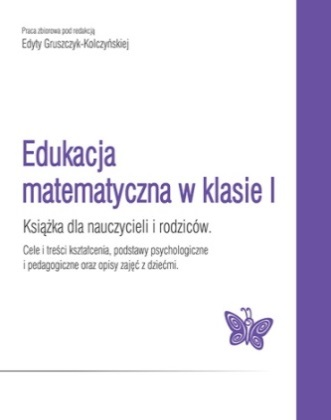 Praca zbiorowa pod redakcją
Edyty Gruszczyk-Kolczyńskiej
Edukacja
matematyczna w klasie I
Książka dla nauczycieli i rodziców.
Cele i treści kształcenia, podstawy psychologiczne
i pedagogiczne oraz opisy zajęć z dziećmi.